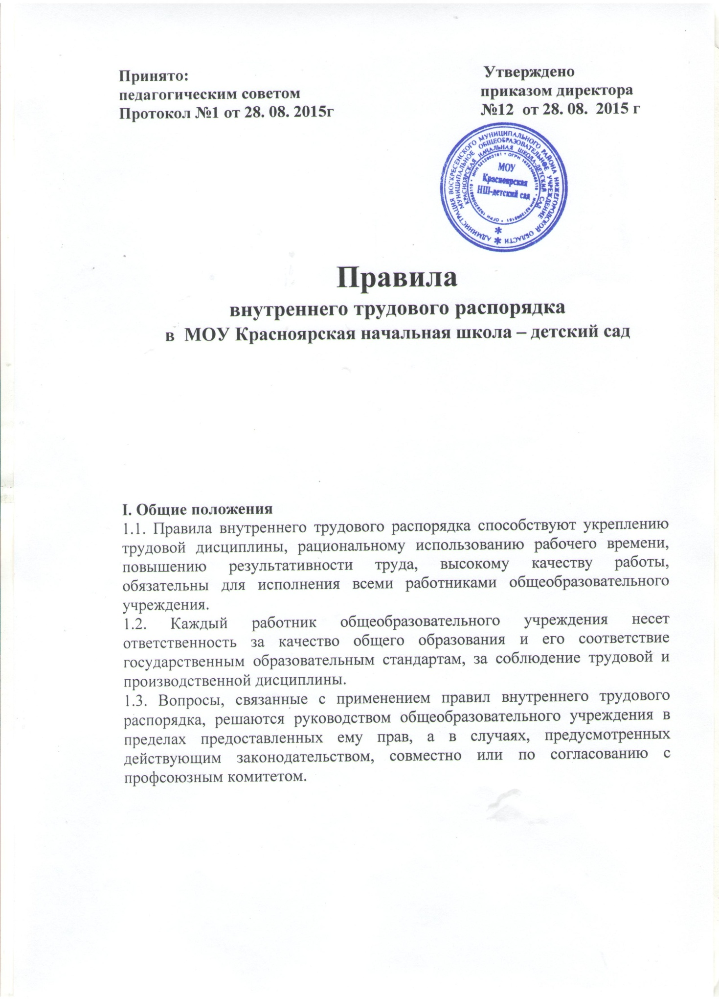 Принято:
педагогическим советом
Протокол №1 от 28. 08. 2015г
Утверждено
приказом директора
№12 от 28. 08. 2015 г
АДМИНИСТРАЦИЯ ВОСКРЕСЕНСКОГО МУНИЦИПАЛЬНОГО РАЙОНА НИЖЕГОРОДСКОЙ ОБЛАСТИ
МУНИЦИПАЛЬНОЕ ОБЩЕОБРАЗОВАТЕЛЬНОЕ УЧРЕЖДЕНИЕ
КРАСНОЯРСКАЯ НАЧАЛЬНАЯ ШКОЛА-ДЕТСКИЙ САД
МОУ
Красноярская
НШ-детский сад
Правила
внутреннего трудового распорядка
в МОУ Красноярская начальная школа – детский сад
I. Общие положения
1.1. Правила внутреннего трудового распорядка способствуют укреплению
трудовой дисциплины, рациональному использованию рабочего времени,
повышению результативности труда, высокому качеству работы,
обязательны для исполнения всеми работниками общеобразовательного
учреждения.
1.2. Каждый работник общеобразовательного учреждения несет
ответственность за качество общего образования и его соответствие
государственным образовательным стандартам, за соблюдение трудовой и
производственной дисциплины.
1.3. Вопросы, связанные с применением правил внутреннего трудового
распорядка, решаются руководством общеобразовательного учреждения в
пределах предоставленных ему прав, а в случаях, предусмотренных
действующим законодательством, совместно или по согласованию с
профсоюзным комитетом.